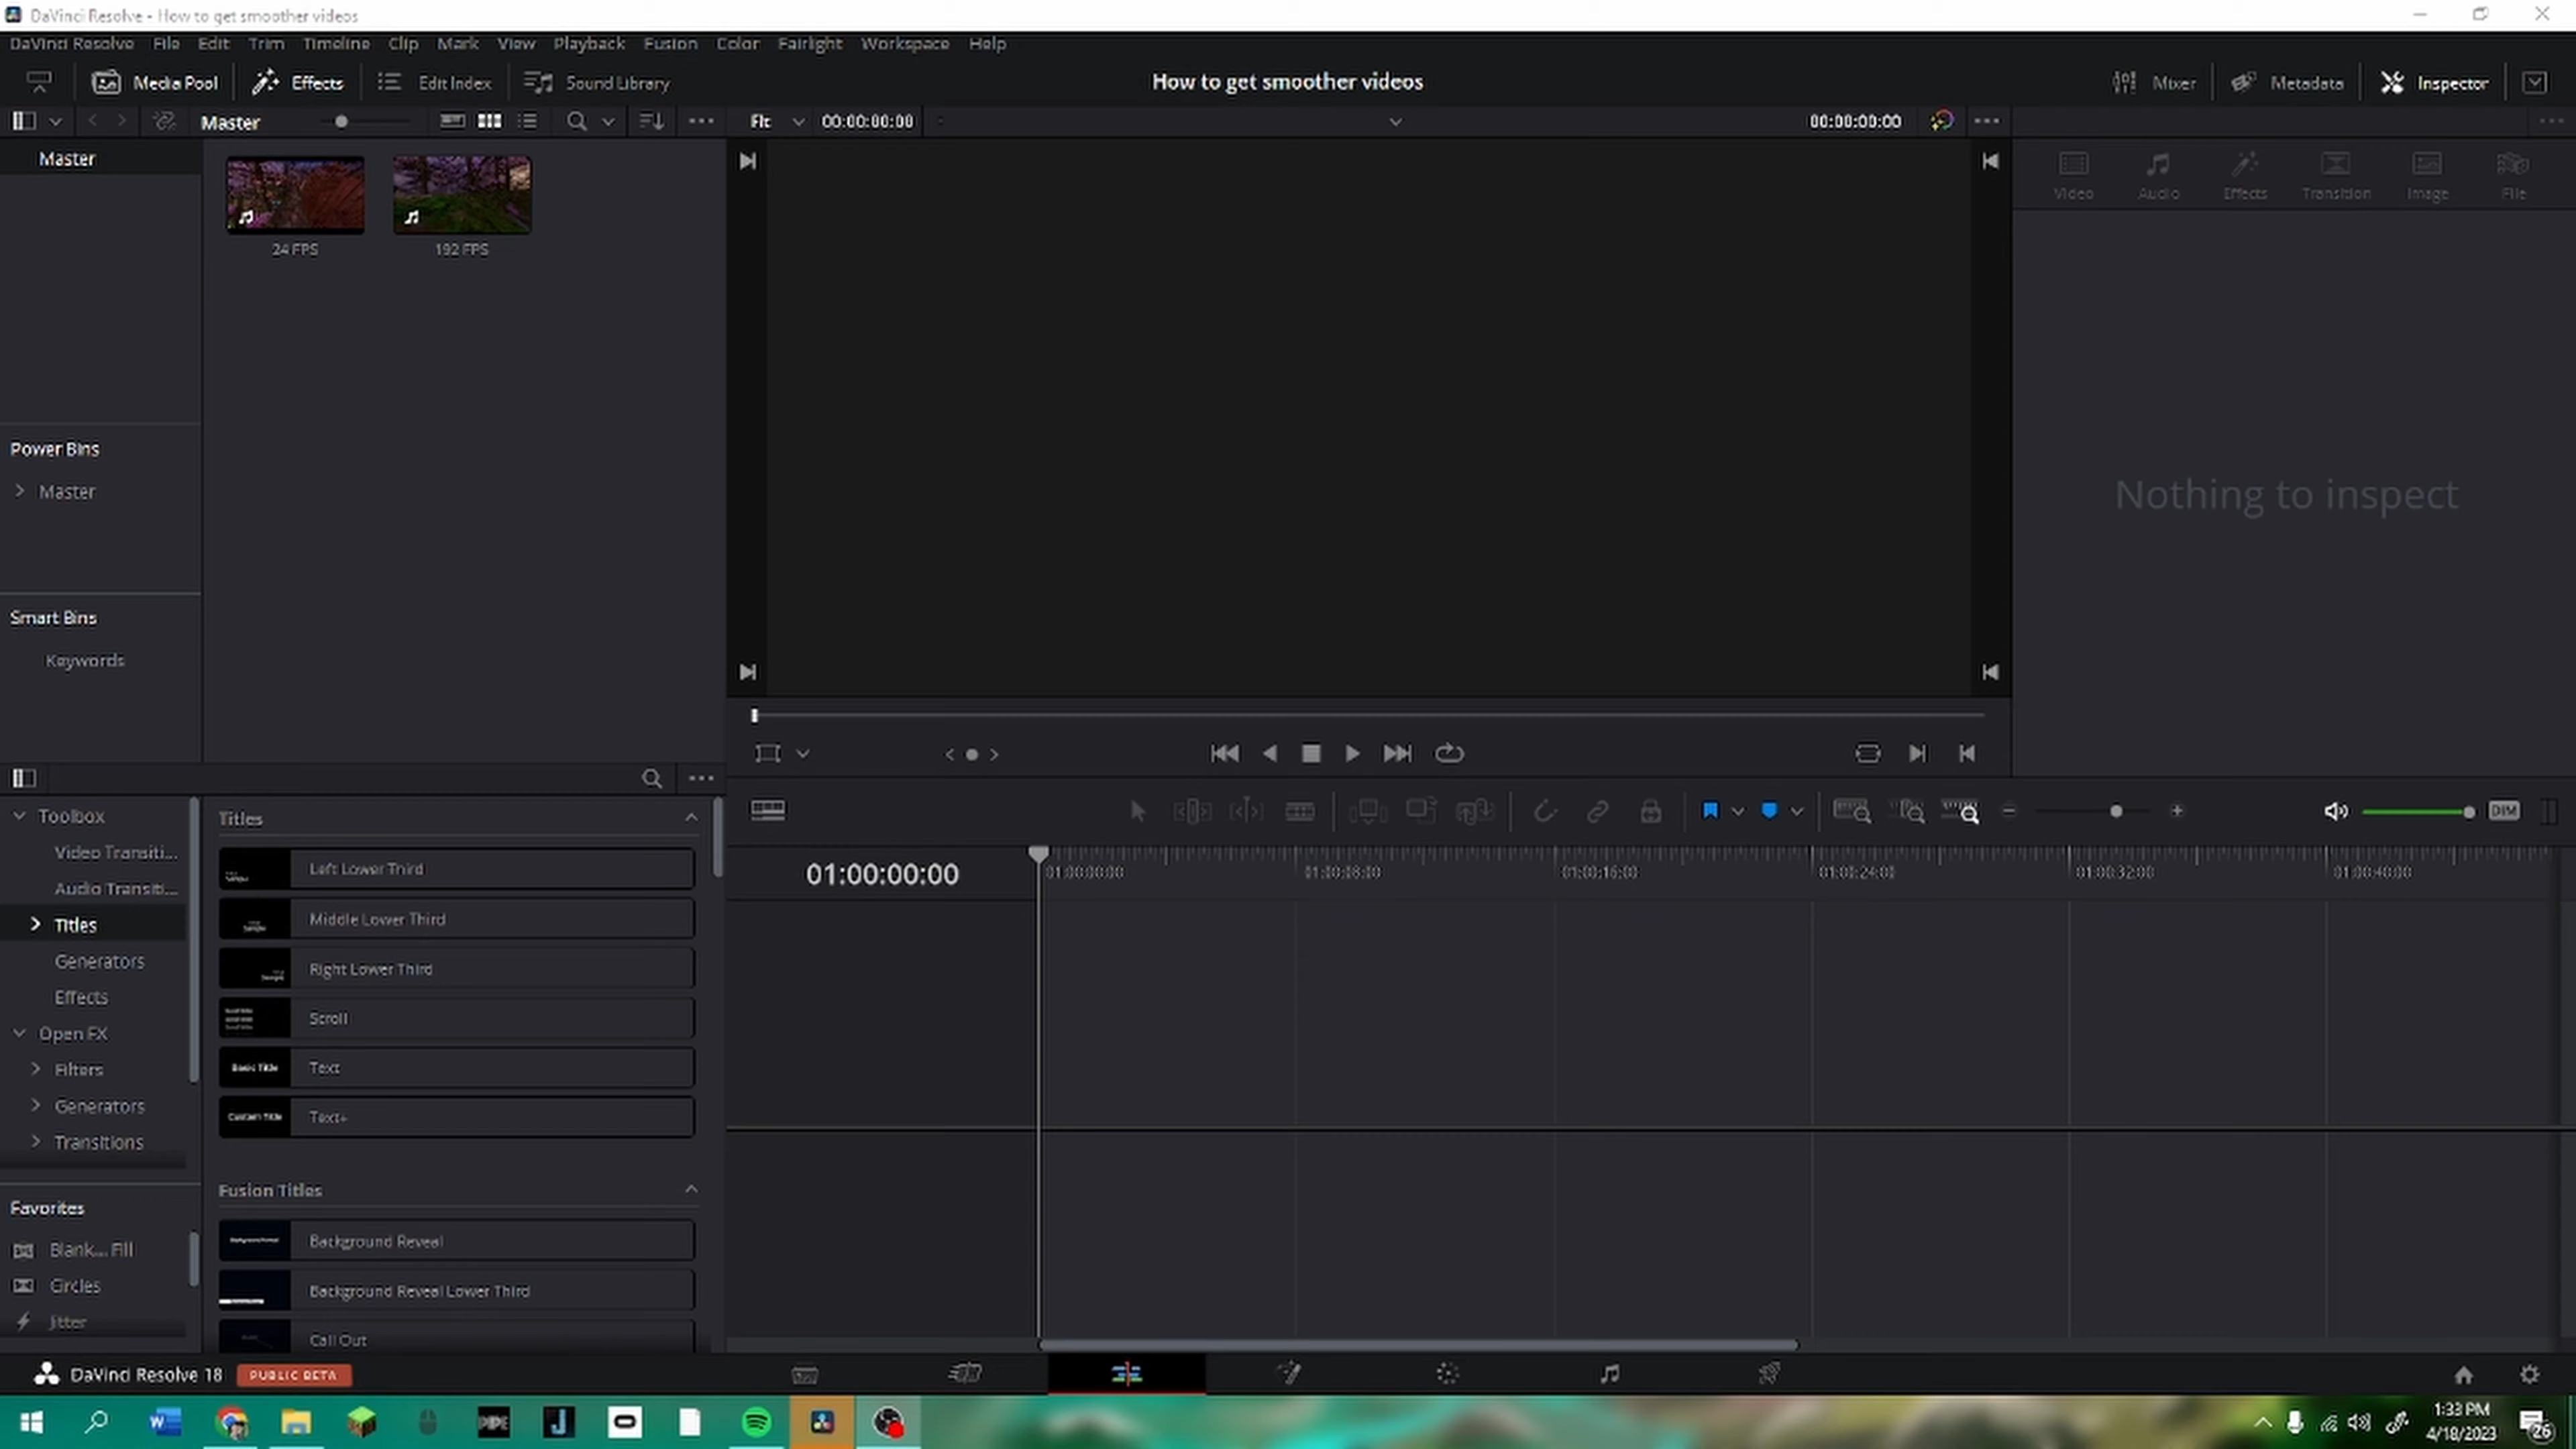 DaVinci Resolve - How to get smoother videos
DaVinci Resolve File Edit Trim Timeline Clip Mark View Playback Fusion Color Fairlight Workspace Help
Media Pool Effects Edit Index Sound Library
How to get smoother videos
Mixer Metadata Inspector
Master
Fit 00:00:00:00
00:00:00:00
Master
24 FPS
192 FPS
Video Audio Effects Transition Image File
Nothing to inspect
Power Bins
Master
Smart Bins
Keywords
DIM
Toolbox
Video Transiti...
Audio Transiti...
Titles
Generators
Effects
Open FX
Filters
Generators
Transitions
Favorites
Blank... Fill
Circles
Jitter
Titles
Left Lower Third
Middle Lower Third
Right Lower Third
Scroll
Basic Title Text
Custom Title Text+
Fusion Titles
Background Reveal
Background Reveal Lower Third
Call Out
01:00:00:00
01:00:00:00 01:00:08:00 01:00:16:00 01:00:24:00 01:00:32:00 01:00:40:00
DaVinci Resolve 18 PUBLIC BETA
1:33 PM
4/18/2023
26